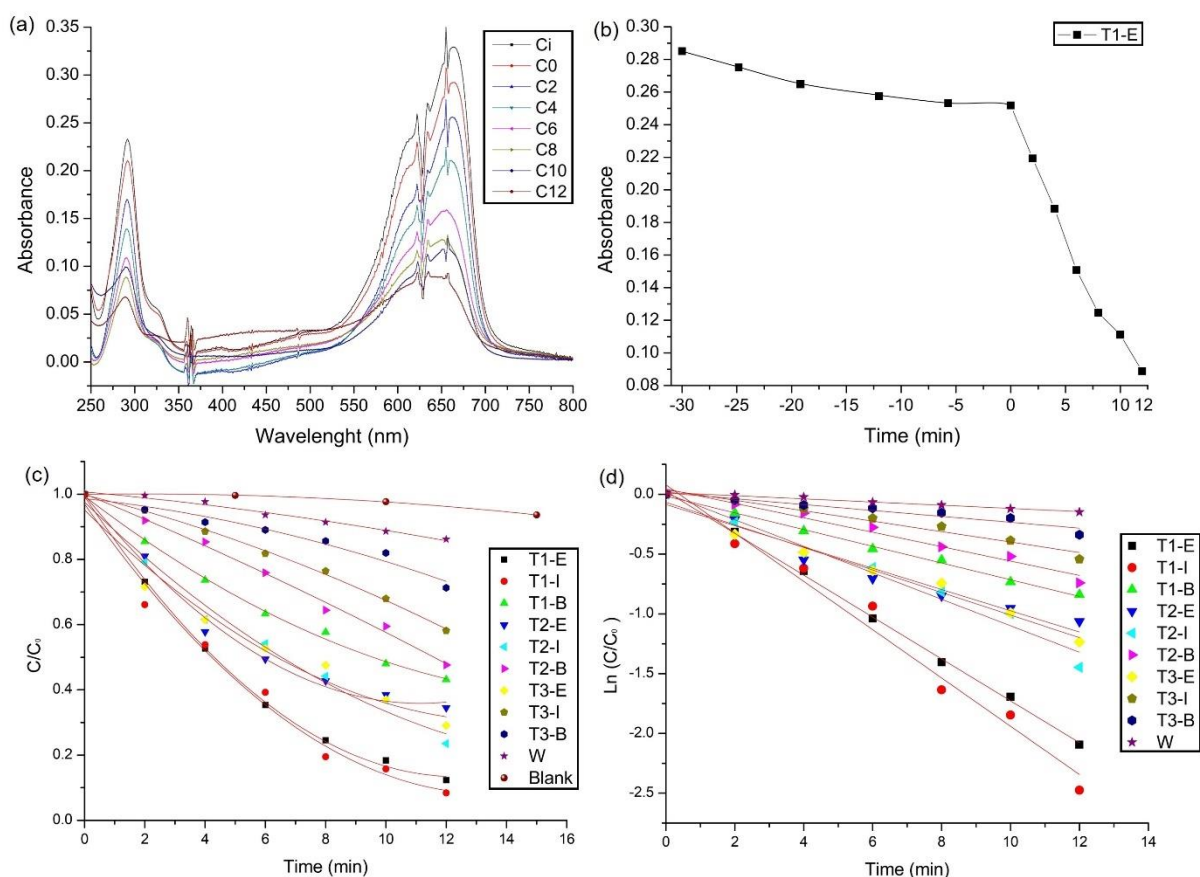 (a)
Absorbance
0.35
0.30
0.25
0.20
0.15
0.10
0.05
0.00
250 300 350 400 450 500 550 600 650 700 750 800
Wavelenght (nm)
Ci
C0
C2
C4
C6
C8
C10
C12
(b)
Absorbance
0.30
0.28
0.26
0.24
0.22
0.20
0.18
0.16
0.14
0.12
0.10
0.08
-30 -25 -20 -15 -10 -5 0 5 10 12
Time (min)
T1-E
(c)
C/C₀
1.0
0.8
0.6
0.4
0.2
0.0
0 2 4 6 8 10 12 14 16
Time (min)
T1-E
T1-I
T1-B
T2-E
T2-I
T2-B
T3-E
T3-I
T3-B
W
Blank
(d)
Ln (C/C₀)
0.0
-0.5
-1.0
-1.5
-2.0
-2.5
0 2 4 6 8 10 12 14
Time (min)
T1-E
T1-I
T1-B
T2-E
T2-I
T2-B
T3-E
T3-I
T3-B
W